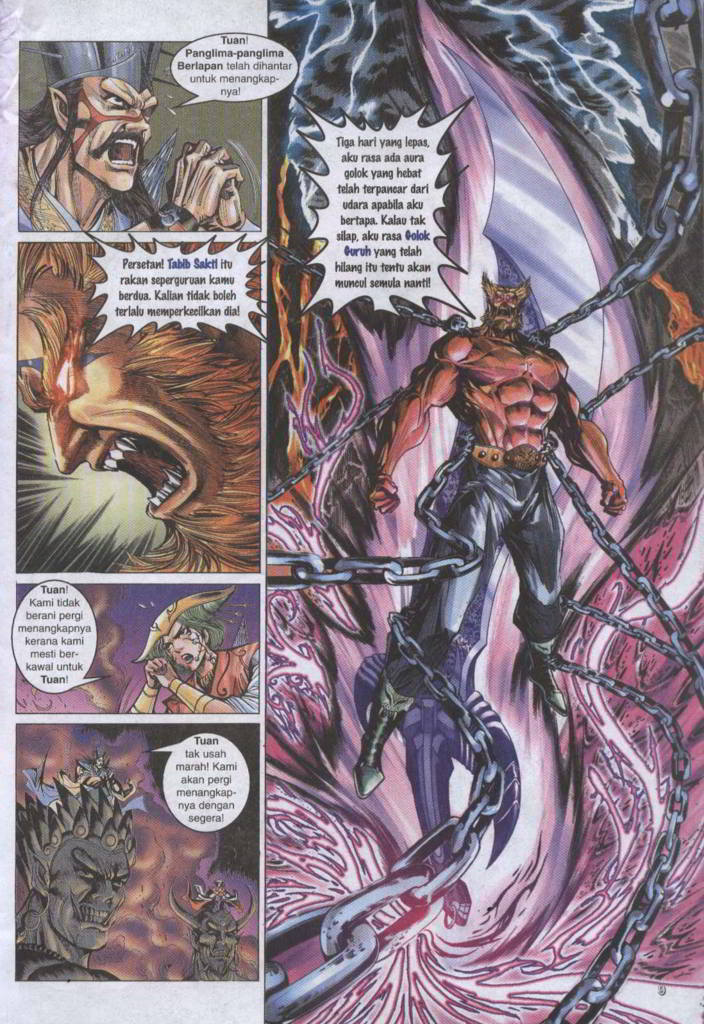 Tuan!
Panglima-panglima
Berlapan telah dihantar
untuk menangkap-
nya!
Persetan! Tabib Sakti itu
rakan seperguruan kamu
berdua. Kalian tidak boleh
terlalu memperkecilkan dia!
Tuan!
Kami tidak
berani pergi
menangkapnya
kerana kami
mesti ber-
kawal untuk
Tuan!
Tuan
tak usah
marah! Kami
akan pergi
menangkap-
nya dengan
segera!
Tiga hari yang lepas,
aku rasa ada aura
golok yang hebat
telah terpancar dari
udara apabila aku
bertapa. Kalau tak
silap, aku rasa Golok
Guruh yang telah
hilang itu tentu akan
muncul semula nanti!
9